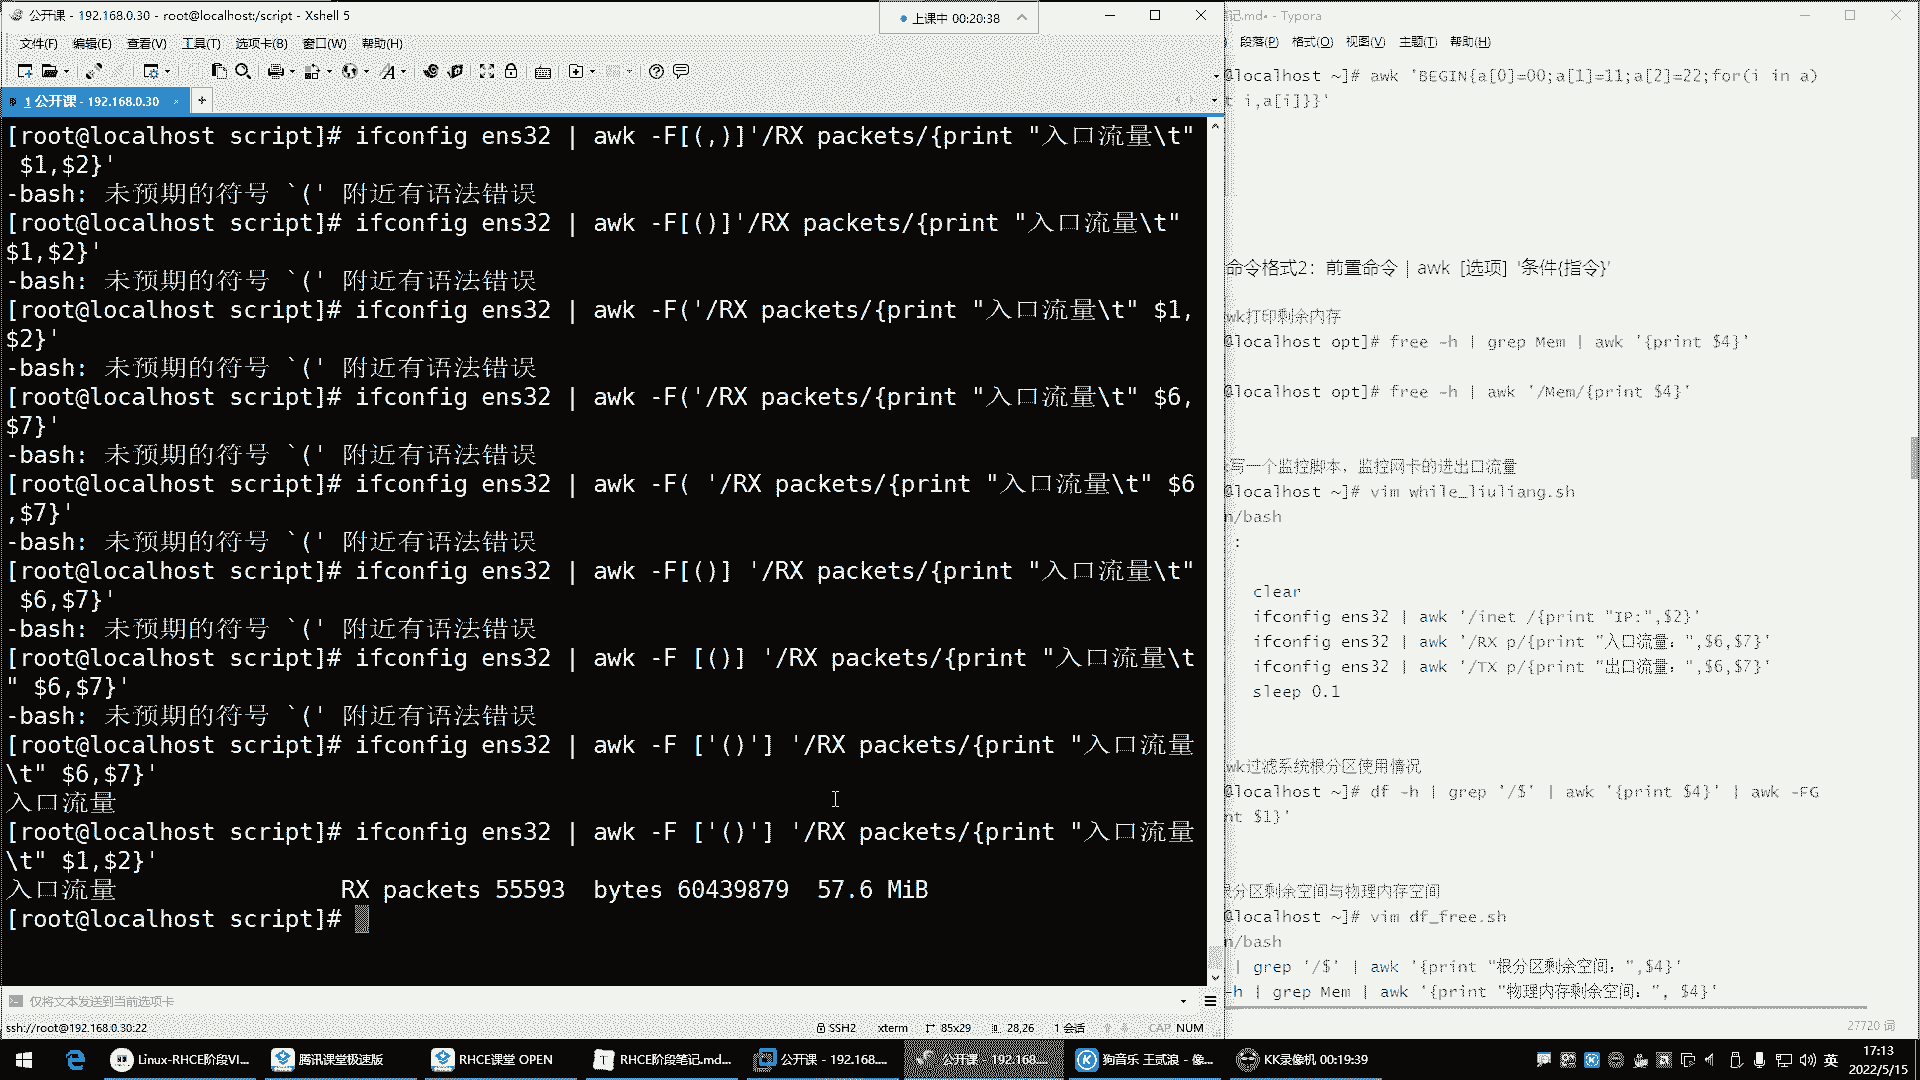 公开课 - 192.168.0.30 - root@localhost:/script - Xshell 5
上课中 00:20:38
文件(F) 编辑(E) 查看(V) 工具(T) 选项卡(B) 窗口(W) 帮助(H)
1 公开课 - 192.168.0.30
[root@localhost script]# ifconfig ens32 | awk -F[(,)]'/RX packets/{print "入口流量\t"
 $1,$2}'
-bash: 未预期的符号 `(' 附近有语法错误
[root@localhost script]# ifconfig ens32 | awk -F[()]'/RX packets/{print "入口流量\t"
$1,$2}'
-bash: 未预期的符号 `(' 附近有语法错误
[root@localhost script]# ifconfig ens32 | awk -F('/RX packets/{print "入口流量\t" $1,
$2}'
-bash: 未预期的符号 `(' 附近有语法错误
[root@localhost script]# ifconfig ens32 | awk -F('/RX packets/{print "入口流量\t" $6,
$7}'
-bash: 未预期的符号 `(' 附近有语法错误
[root@localhost script]# ifconfig ens32 | awk -F( '/RX packets/{print "入口流量\t" $6
,$7}'
-bash: 未预期的符号 `(' 附近有语法错误
[root@localhost script]# ifconfig ens32 | awk -F[()] '/RX packets/{print "入口流量\t"
 $6,$7}'
-bash: 未预期的符号 `(' 附近有语法错误
[root@localhost script]# ifconfig ens32 | awk -F [()] '/RX packets/{print "入口流量\t
" $6,$7}'
-bash: 未预期的符号 `(' 附近有语法错误
[root@localhost script]# ifconfig ens32 | awk -F ['()'] '/RX packets/{print "入口流量
\t" $6,$7}'
入口流量
[root@localhost script]# ifconfig ens32 | awk -F ['()'] '/RX packets/{print "入口流量
\t" $1,$2}'
入口流量 RX packets 55593  bytes 60439879  57.6 MiB
[root@localhost script]#
仅将文本发送到当前选项卡
ssh://root@192.168.0.30:22 SSH2 xterm 85x29 28,26 1 会话 CAP NUM
记.md• - Typora
段落(P) 格式(O) 视图(V) 主题(T) 帮助(H)
@localhost ~]# awk 'BEGIN{a[0]=00;a[1]=11;a[2]=22;for(i in a)
t i,a[i]}}'
命令格式2：前置命令 | awk [选项] '条件{指令}'
wk打印剩余内存
@localhost opt]# free -h | grep Mem | awk '{print $4}'
@localhost opt]# free -h | awk '/Mem/{print $4}'
写一个监控脚本，监控网卡的进出口流量
@localhost ~]# vim while_liuliang.sh
n/bash
:
clear
ifconfig ens32 | awk '/inet /{print "IP:",$2}'
ifconfig ens32 | awk '/RX p/{print "入口流量：",$6,$7}'
ifconfig ens32 | awk '/TX p/{print "出口流量：",$6,$7}'
sleep 0.1
wk过滤系统根分区使用情况
@localhost ~]# df -h | grep '/$' | awk '{print $4}' | awk -FG
nt $1}'
根分区剩余空间与物理内存空间
@localhost ~]# vim df_free.sh
n/bash
| grep '/$' | awk '{print "根分区剩余空间：",$4}'
-h | grep Mem | awk '{print "物理内存剩余空间：", $4}'
27720 词
Linux-RHCE阶段VI... 腾讯课堂极速版 RHCE课堂 OPEN RHCE阶段笔记.md... 公开课 - 192.168.... 公开课 - 192.168.... 狗音乐 王贰浪 - 像... KK录像机 00:19:39 英
17:13
2022/5/15